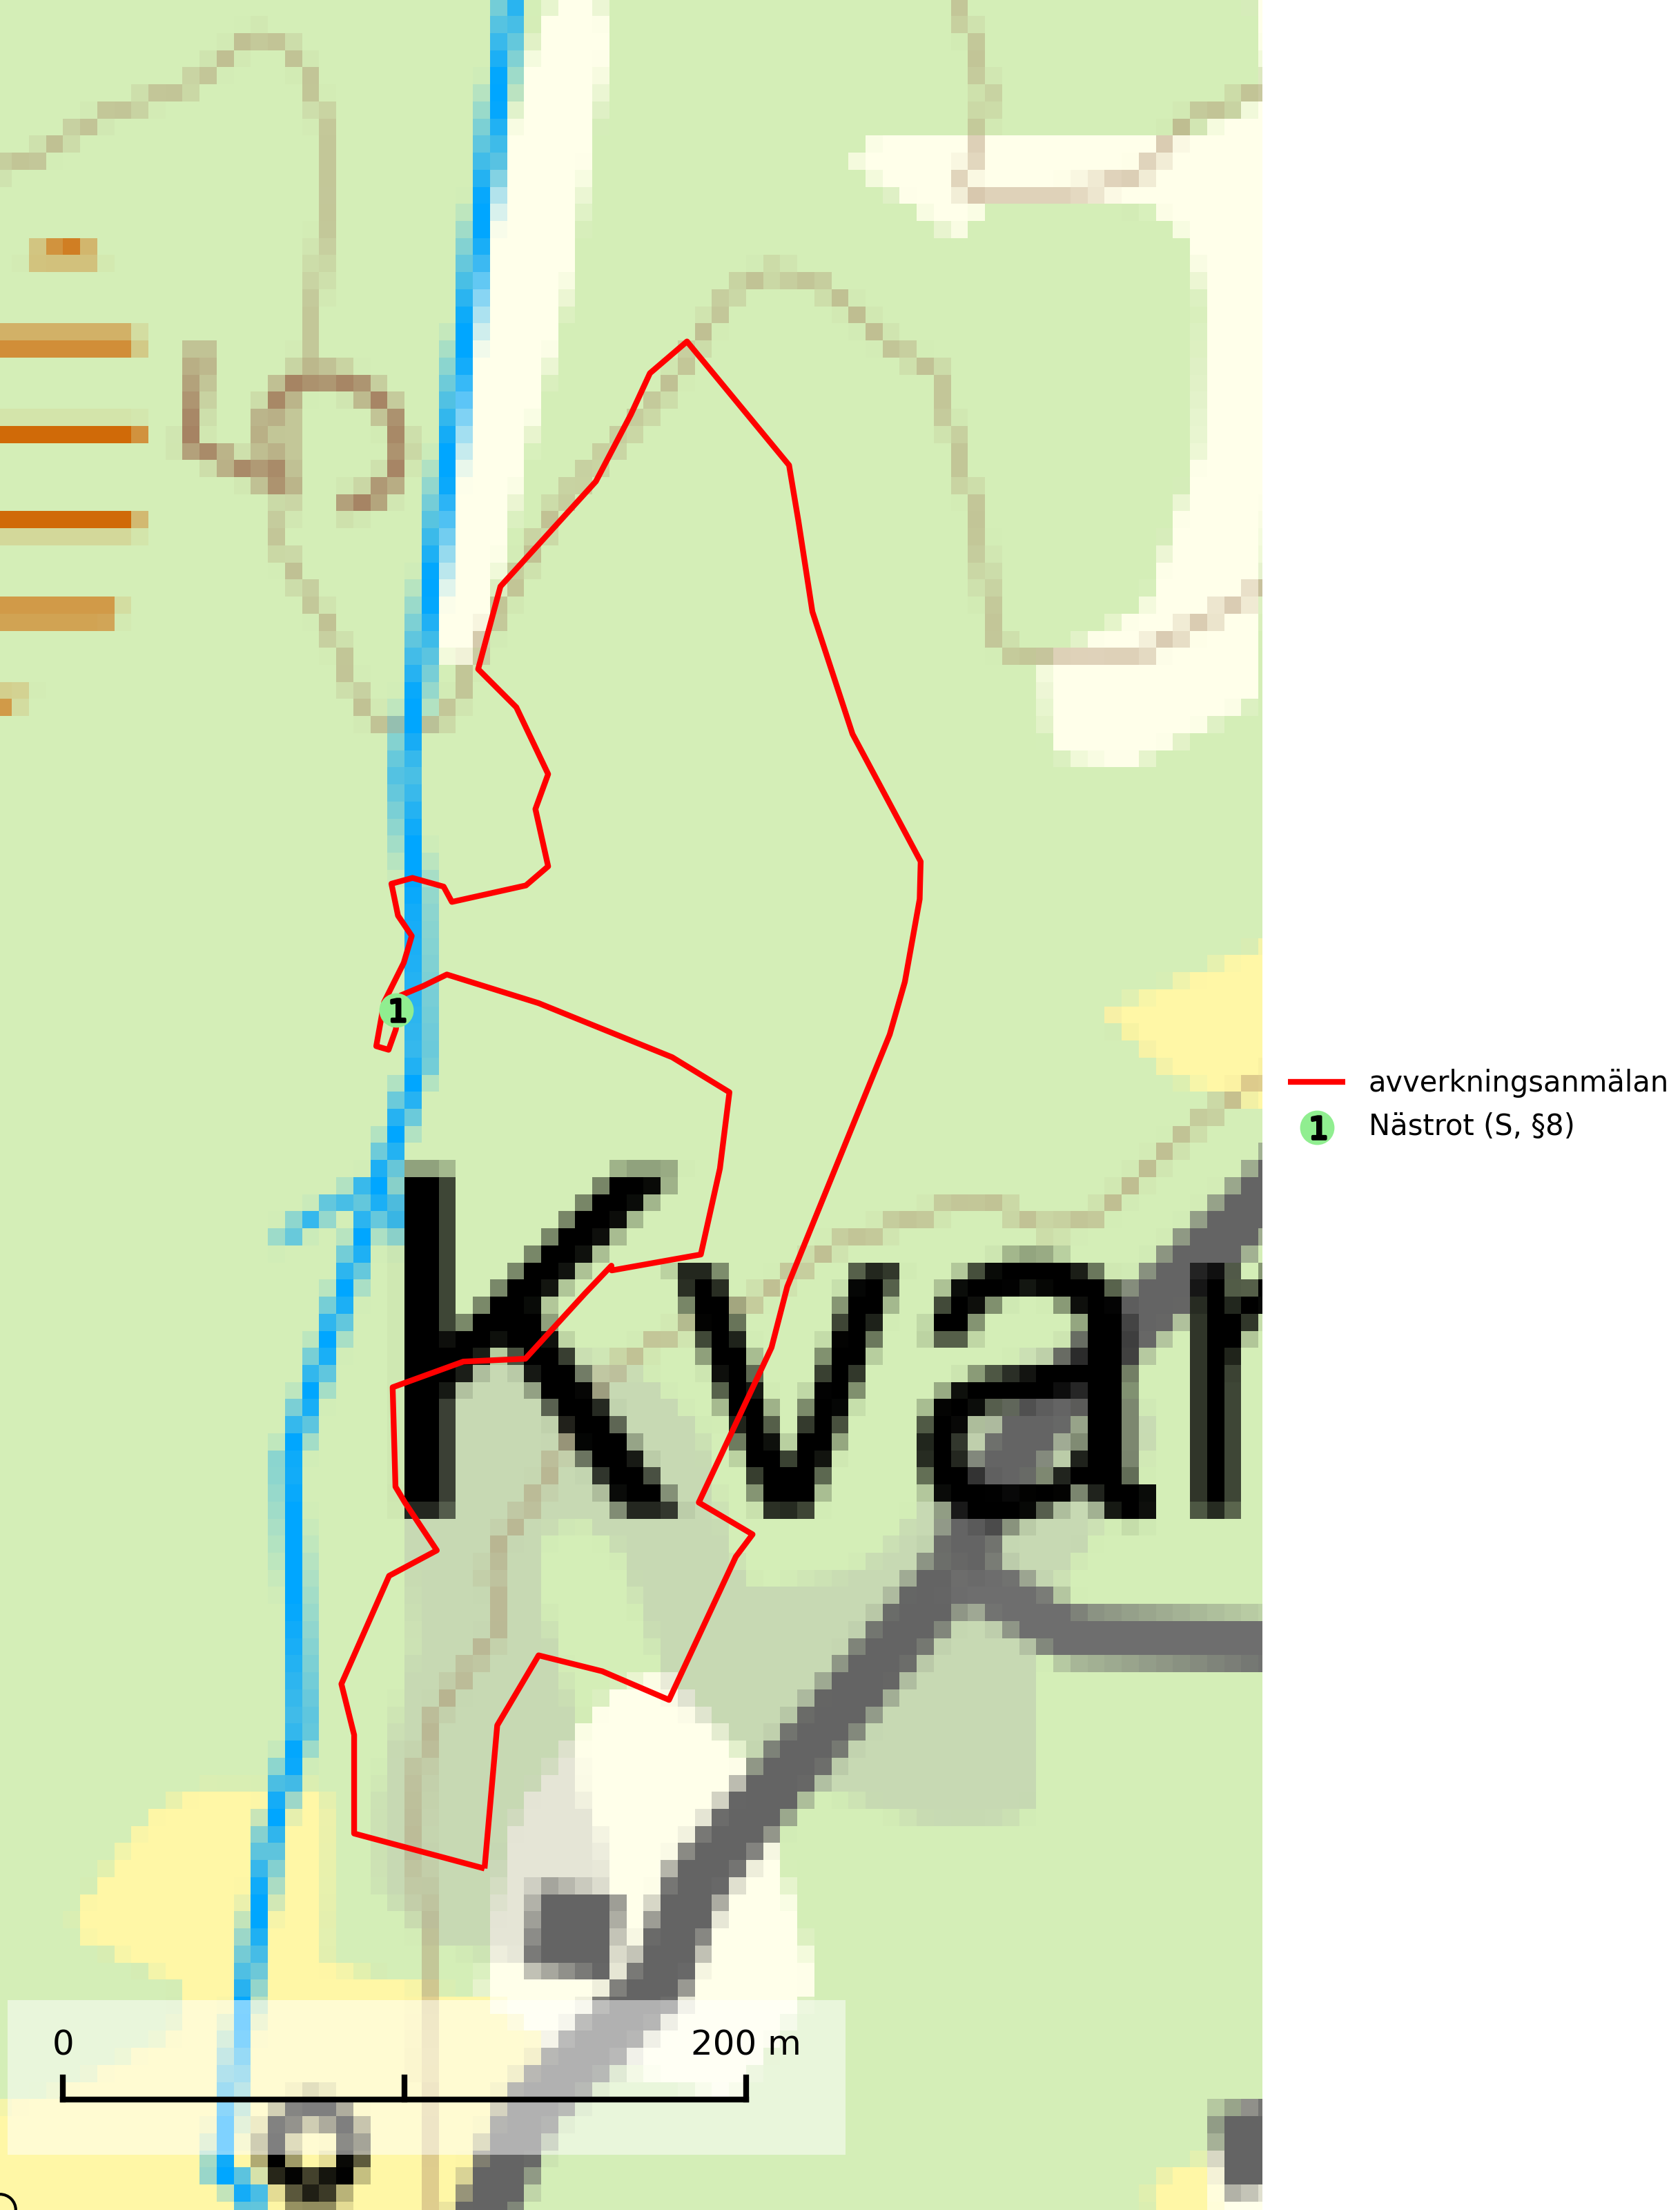 1
avverkningsanmälan
1 Nästrot (S, §8)
Kvar
0 200 m